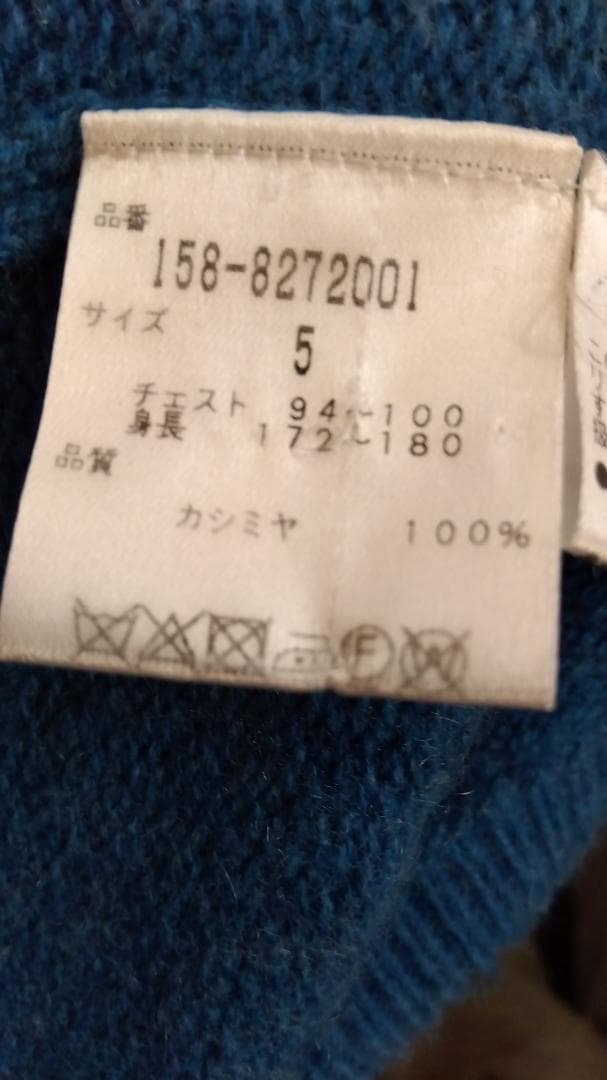 品番
158-8272001
サイズ
5
チェスト 94~100
身長 172~180
品質
カシミヤ 100%
F
W